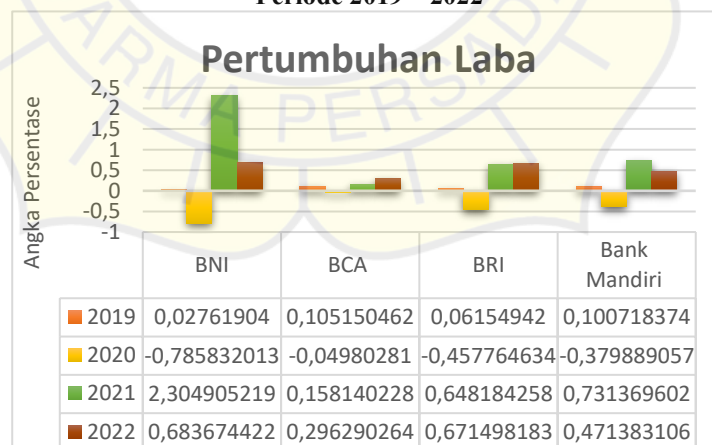 Periode 2019 – 2022
ARMA PERSAD
Pertumbuhan Laba
Angka Persentase
2,5
2
1,5
1
0,5
0
-0,5
-1
BNI BCA BRI Bank Mandiri
2019 0,02761904 0,105150462 0,06154942 0,100718374
2020 -0,785832013 -0,04980281 -0,457764634 -0,379889057
2021 2,304905219 0,158140228 0,648184258 0,731369602
2022 0,683674422 0,296290264 0,671498183 0,471383106